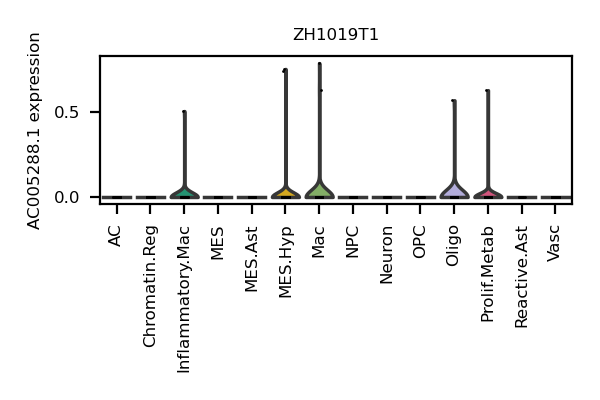 ZH1019T1
AC005288.1 expression
0.5
0.0
AC
Chromatin.Reg
Inflammatory.Mac
MES
MES.Ast
MES.Hyp
Mac
NPC
Neuron
OPC
Oligo
Prolif.Metab
Reactive.Ast
Vasc